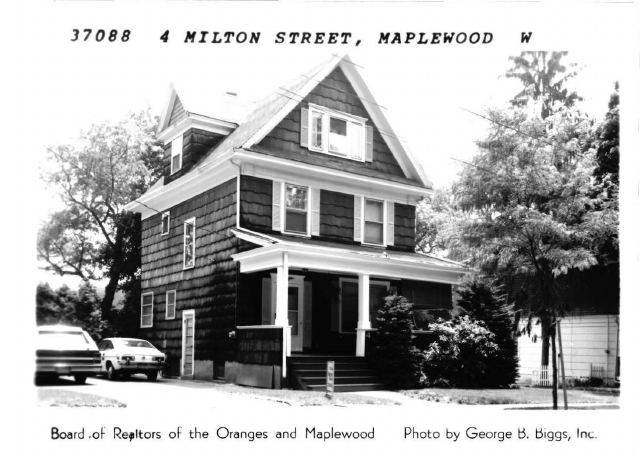 37088 4 MILTON STREET, MAPLEWOOD W
Board of Realtors of the Oranges and Maplewood Photo by George B. Biggs, Inc.